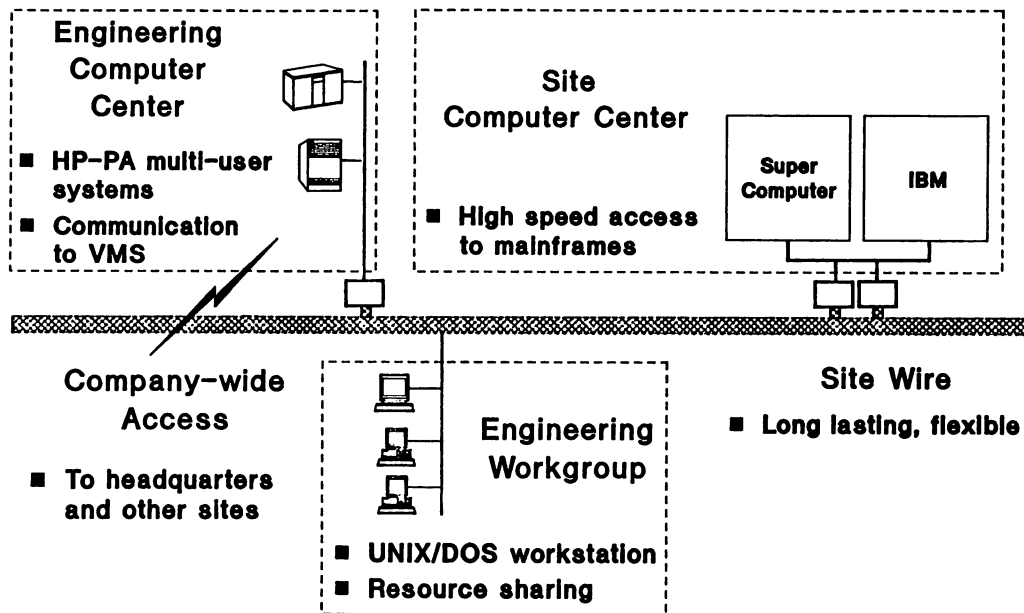 Engineering
Computer
Center
■ HP-PA multi-user
systems
■ Communication
to VMS
Site
Computer Center
■ High speed access
to mainframes
Super
Computer
IBM
Company-wide
Access
■ To headquarters
and other sites
Engineering
Workgroup
■ UNIX/DOS workstation
■ Resource sharing
Site Wire
■ Long lasting, flexible